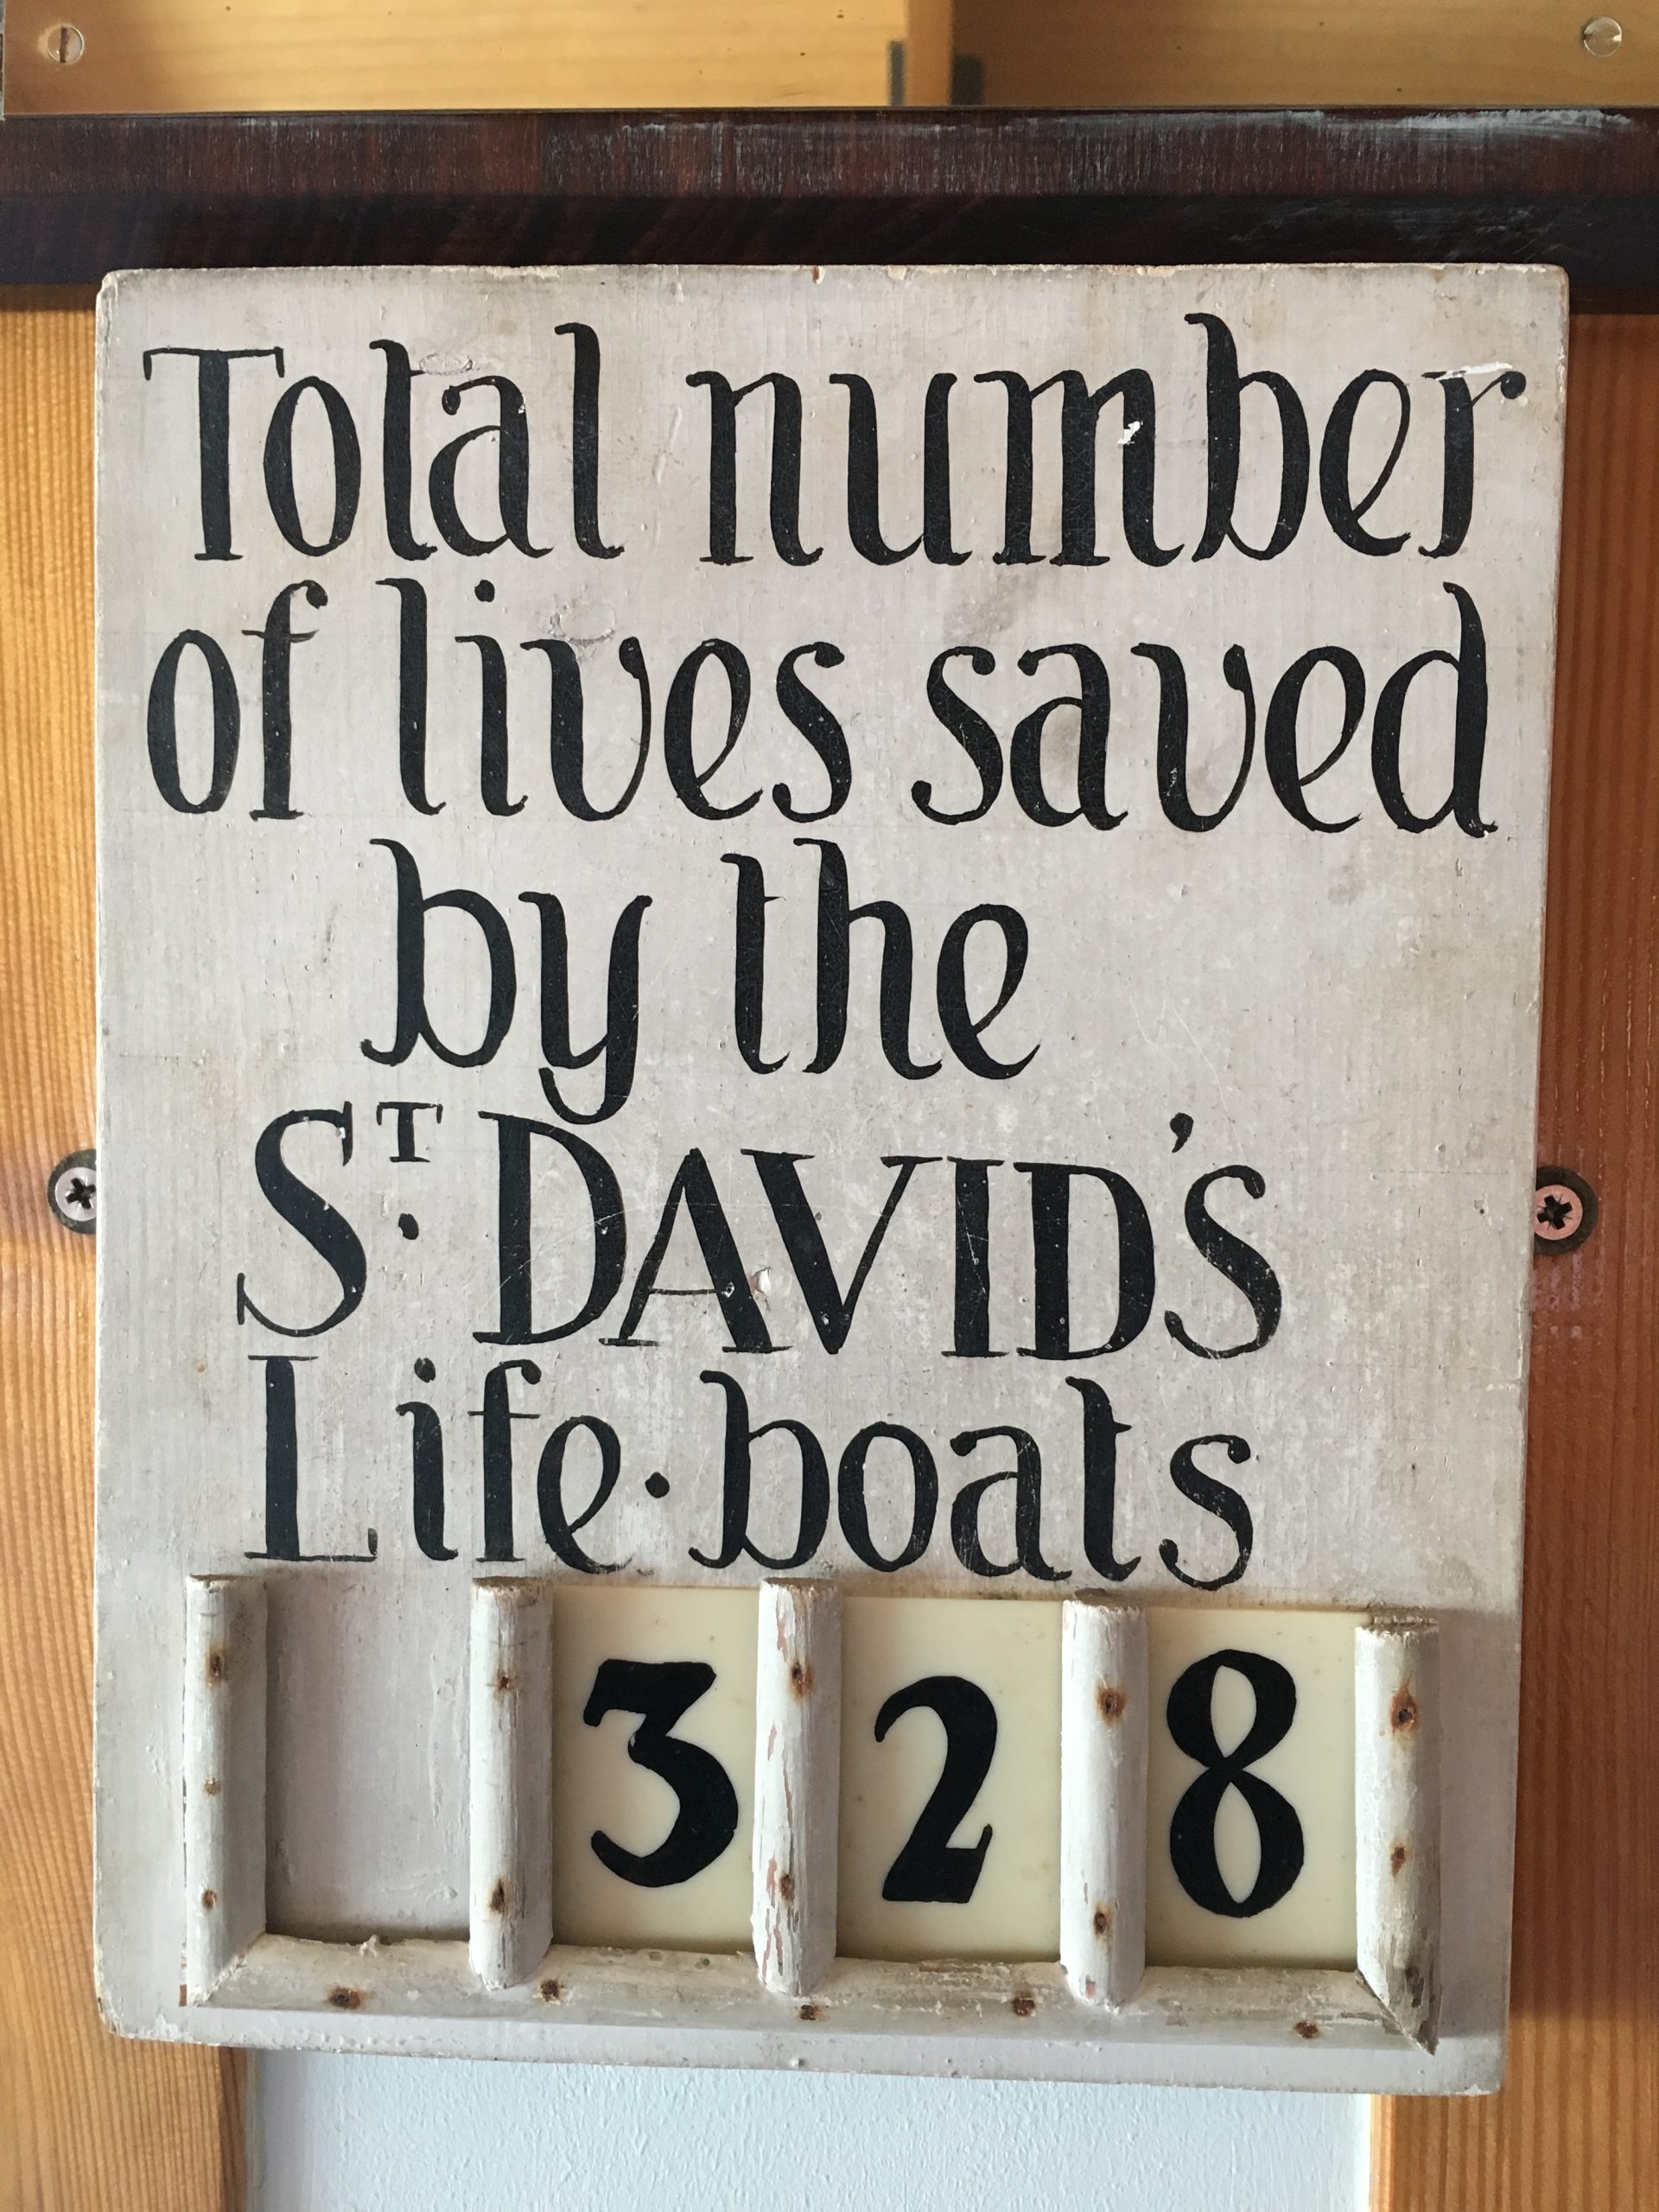 Total number
of lives saved
by the
ST. DAVID'S
Life·boats
328